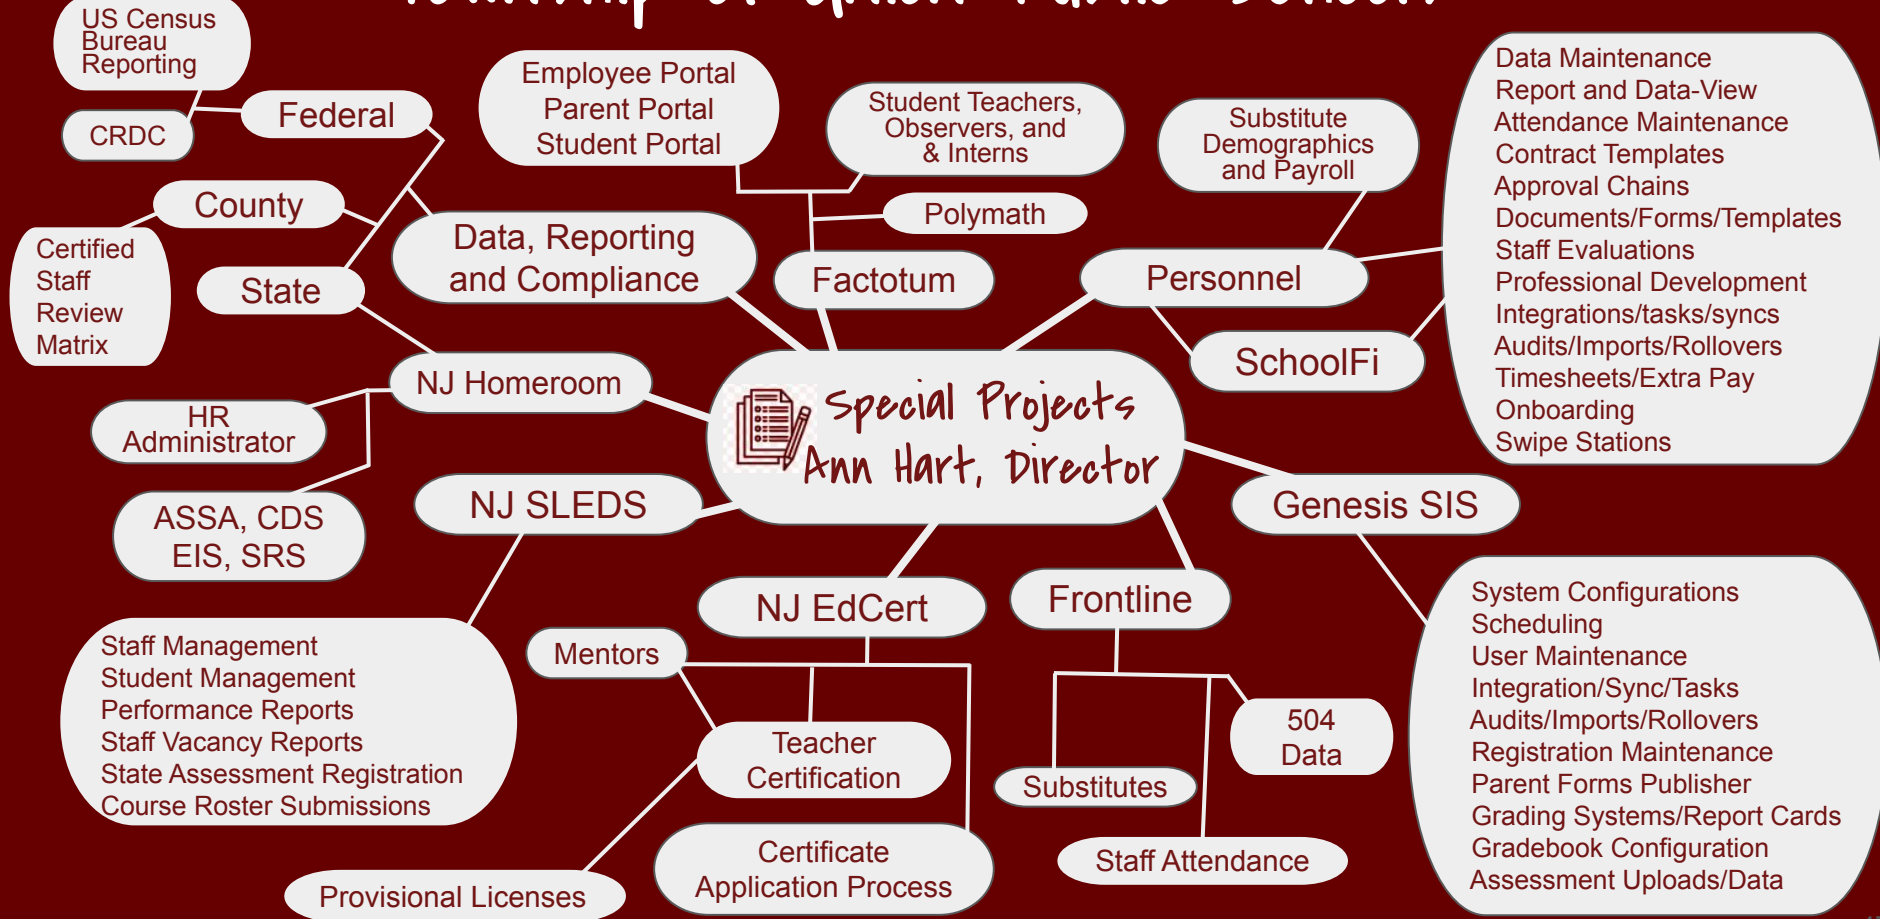 Township of Union Public Schools
US Census
Bureau
Reporting
CRDC
Federal
County
Certified
Staff
Review
Matrix
State
Data, Reporting
and Compliance
Employee Portal
Parent Portal
Student Portal
Student Teachers,
Observers, and
& Interns
Polymath
Factotum
Substitute
Demographics
and Payroll
Personnel
SchoolFi
Data Maintenance
Report and Data-View
Attendance Maintenance
Contract Templates
Approval Chains
Documents/Forms/Templates
Staff Evaluations
Professional Development
Integrations/tasks/syncs
Audits/Imports/Rollovers
Timesheets/Extra Pay
Onboarding
Swipe Stations
NJ Homeroom
HR
Administrator
ASSA, CDS
EIS, SRS
Special Projects
Ann Hart, Director
NJ SLEDS
Staff Management
Student Management
Performance Reports
Staff Vacancy Reports
State Assessment Registration
Course Roster Submissions
NJ EdCert
Mentors
Teacher
Certification
Provisional Licenses
Certificate
Application Process
Frontline
Substitutes
Staff Attendance
504
Data
Genesis SIS
System Configurations
Scheduling
User Maintenance
Integration/Sync/Tasks
Audits/Imports/Rollovers
Registration Maintenance
Parent Forms Publisher
Grading Systems/Report Cards
Gradebook Configuration
Assessment Uploads/Data